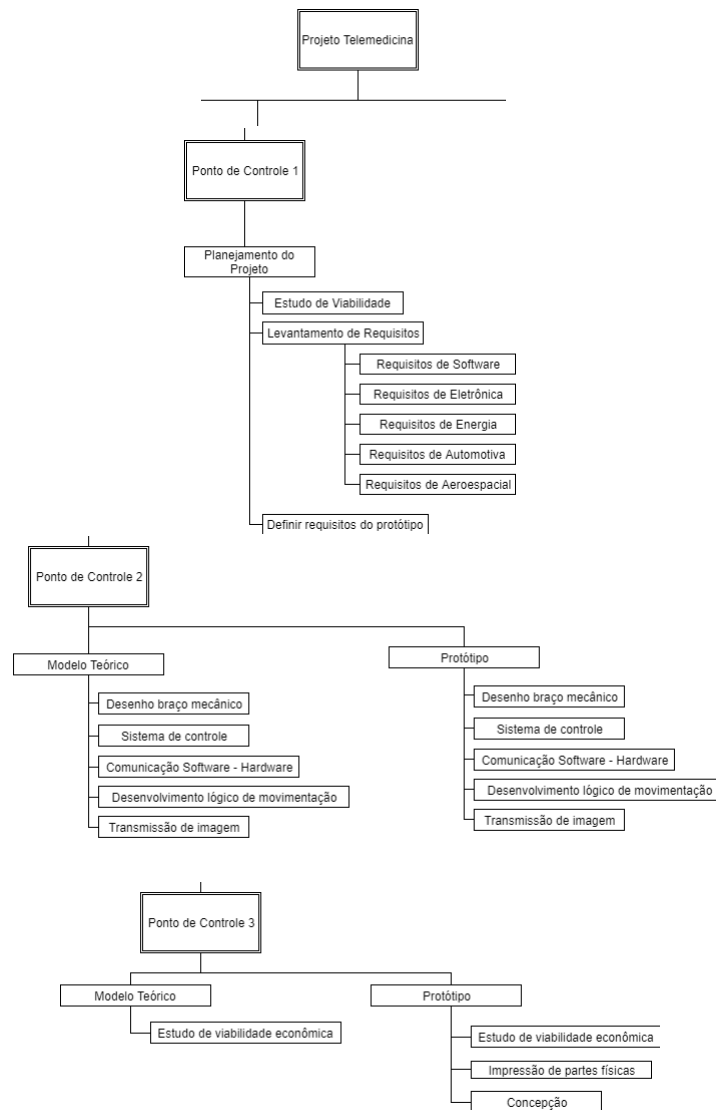 Projeto Telemedicina
Ponto de Controle 1
Planejamento do
Projeto
Estudo de Viabilidade
Levantamento de Requisitos
Requisitos de Software
Requisitos de Eletrônica
Requisitos de Energia
Requisitos de Automotiva
Requisitos de Aeroespacial
Definir requisitos do protótipo
Ponto de Controle 2
Modelo Teórico
Desenho braço mecânico
Sistema de controle
Comunicação Software - Hardware
Desenvolvimento lógico de movimentação
Transmissão de imagem
Protótipo
Desenho braço mecânico
Sistema de controle
Comunicação Software - Hardware
Desenvolvimento lógico de movimentação
Transmissão de imagem
Ponto de Controle 3
Modelo Teórico
Estudo de viabilidade econômica
Protótipo
Estudo de viabilidade econômica
Impressão de partes físicas
Concepção